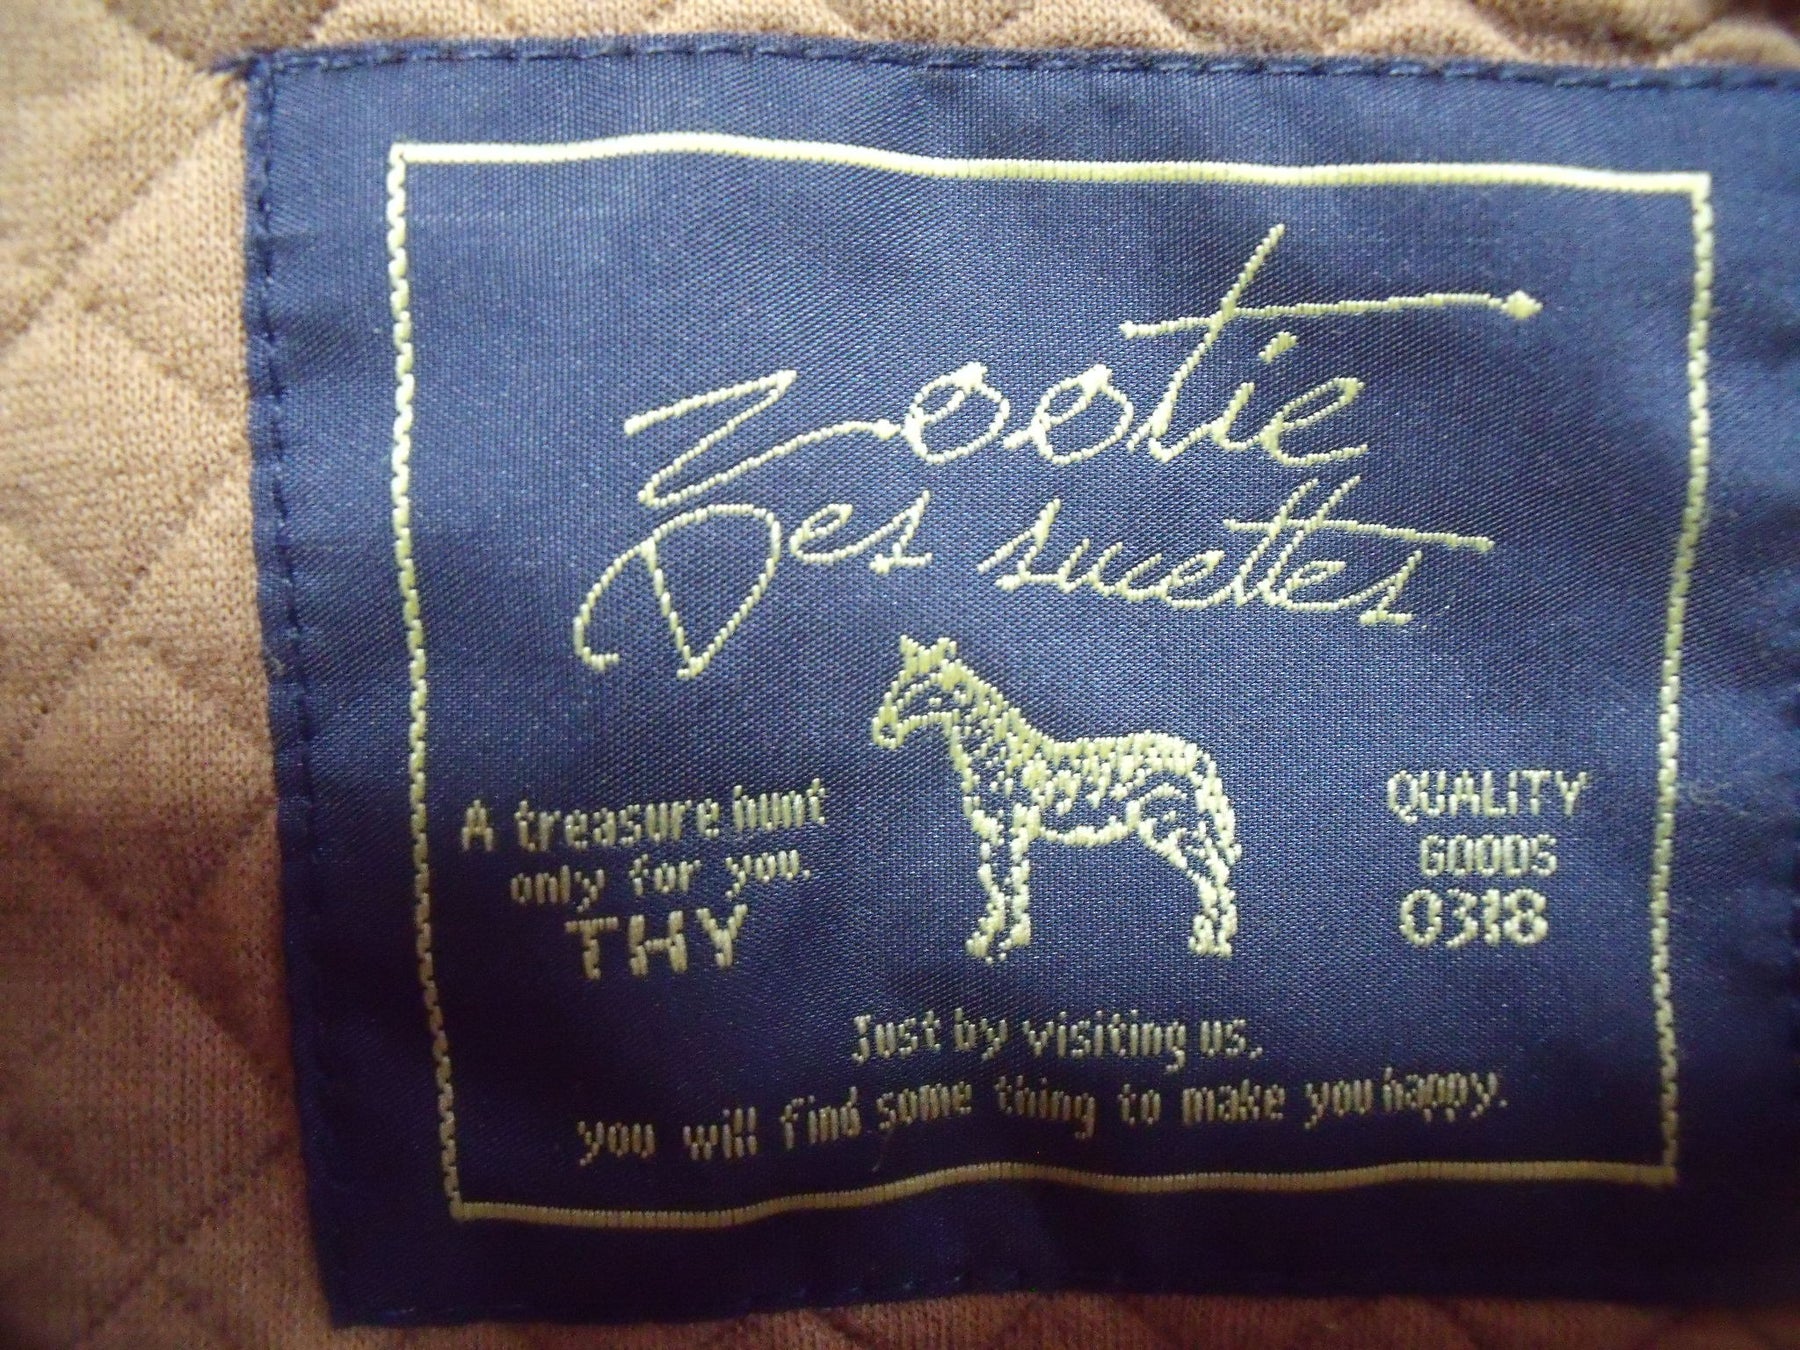 Zootie
Des suettes
A treasure hunt
only for you.
THY
QUALITY
GOODS
0318
Just by visiting us,
you will find some thing to make you happy.